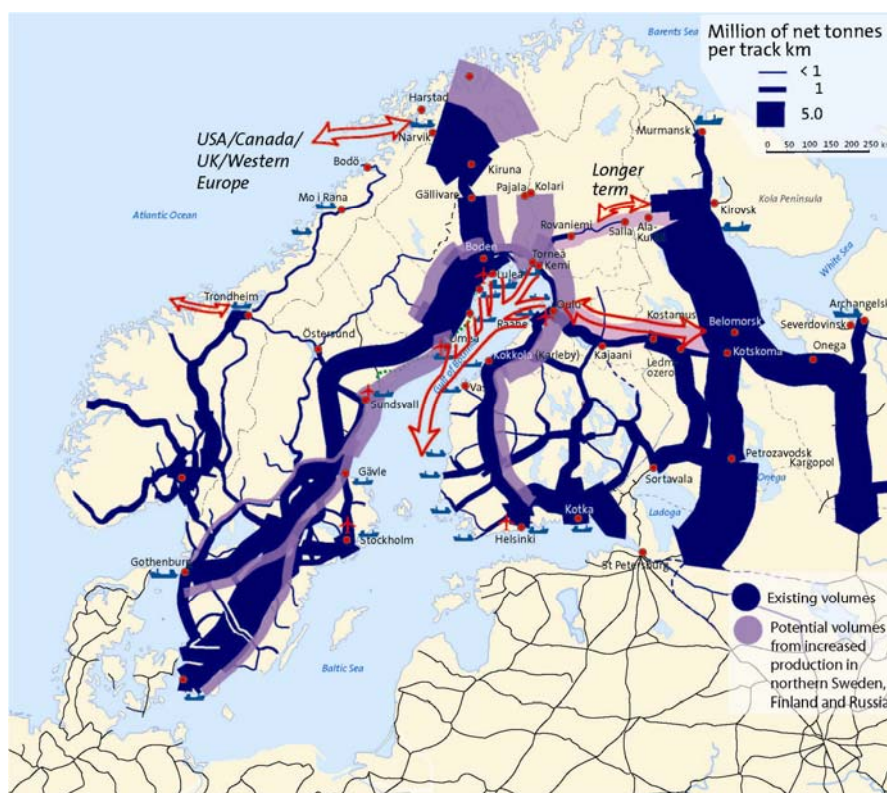 Million of net tonnes
per track km
< 1
1
5.0
0 50 100 150 200 250
Barents Sea
Harstad
Narvik
USA/Canada/
UK/Western
Europe
Murmansk
Bodö
Kiruna
Longer
term
Gällivare
Pajala
Kolari
Kirovsk
Kola Peninsula
Mo i Rana
Atlantic Ocean
Rovaniemi
Salla
Ala-
White Sea
Boden
Torneå
Kemi
Luleå
Trondheim
Oulu
Archangelsk
Severdovinsk
Raahe
Kostamus
Belomorsk
Östersund
Umeå
Kokkola (Karleby)
Kajaani
Ledm
ozero
Kotskoma
Onega
Sundsvall
Petrozavodsk
Kargopol
Gävle
Sortavala
Onega
Kotka
Ladoga
Stockholm
Helsinki
Gothenburg
St Petersburg
Existing volumes
Potential volumes
from increased
production in
northern Sweden,
Finland and Russia
Baltic Sea